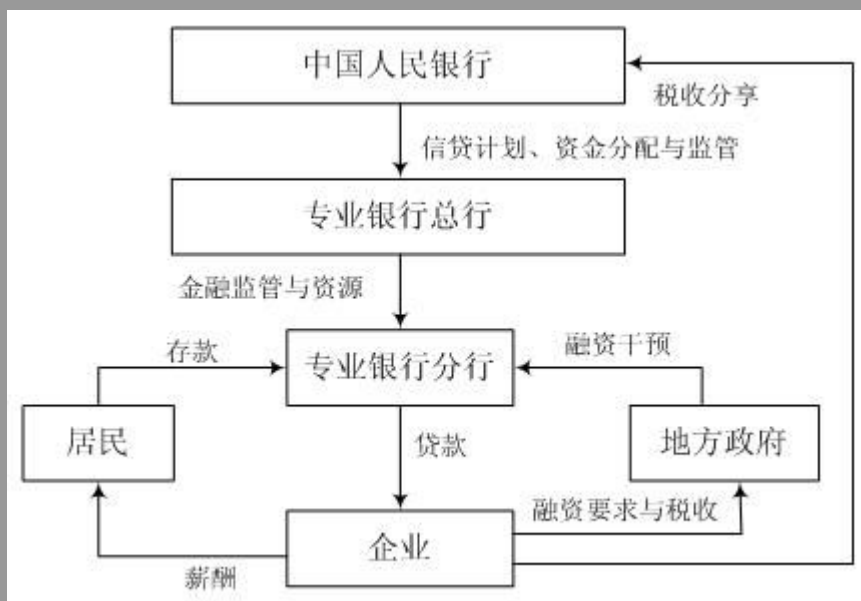 中国人民银行
税收分享
信贷计划、资金分配与监管
专业银行总行
金融监管与资源
存款
专业银行分行
融资干预
居民
贷款
地方政府
融资要求与税收
企业
薪酬